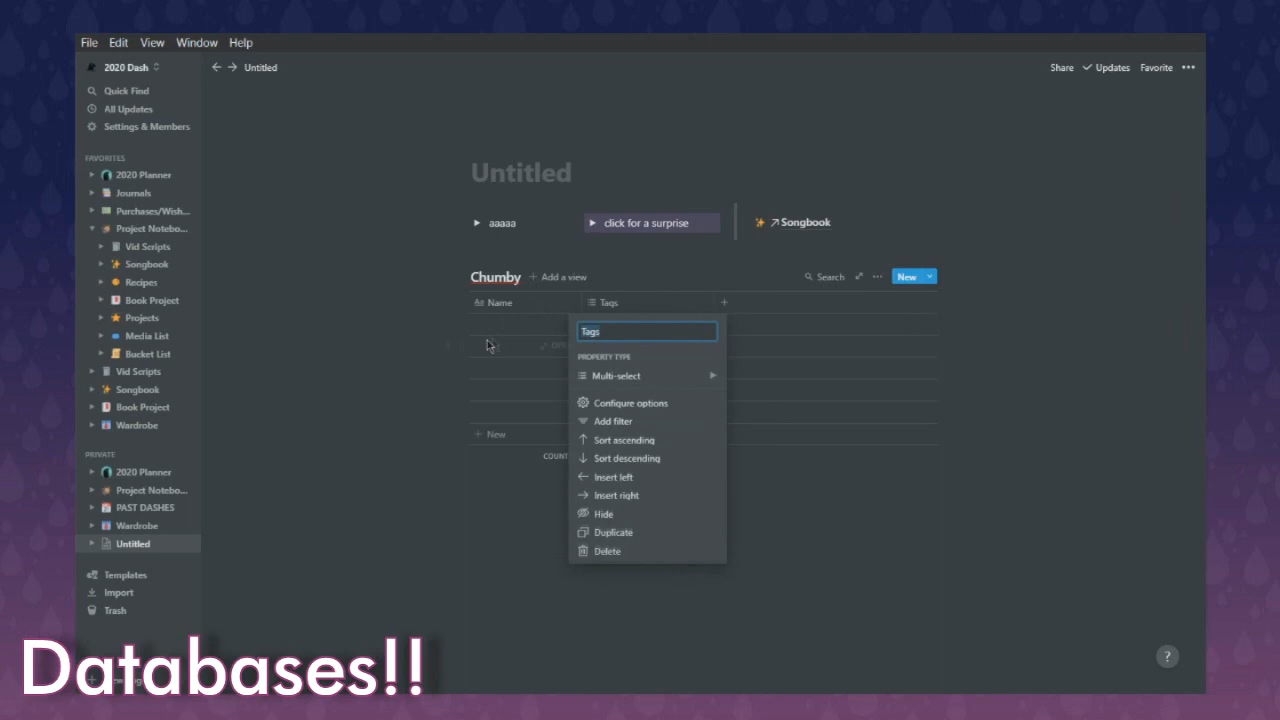 File Edit View Window Help
2020 Dash
Untitled
Share Updates Favorite
Quick Find
All Updates
Settings & Members
FAVORITES
2020 Planner
Journals
Purchases/Wish...
Project Notebo...
Vid Scripts
Songbook
Recipes
Book Project
Projects
Media List
Bucket List
Vid Scripts
Songbook
Book Project
Wardrobe
PRIVATE
2020 Planner
Project Notebo...
PAST DASHES
Wardrobe
Untitled
Templates
Import
Trash
Untitled
aaaaa
click for a surprise
Songbook
Chumby + Add a view
Search
New
Name
Tags
+
+ New
COUNT
Tags
PROPERTY TYPE
Multi-select
Configure options
Add filter
Sort ascending
Sort descending
Insert left
Insert right
Hide
Duplicate
Delete
?
Databases!!